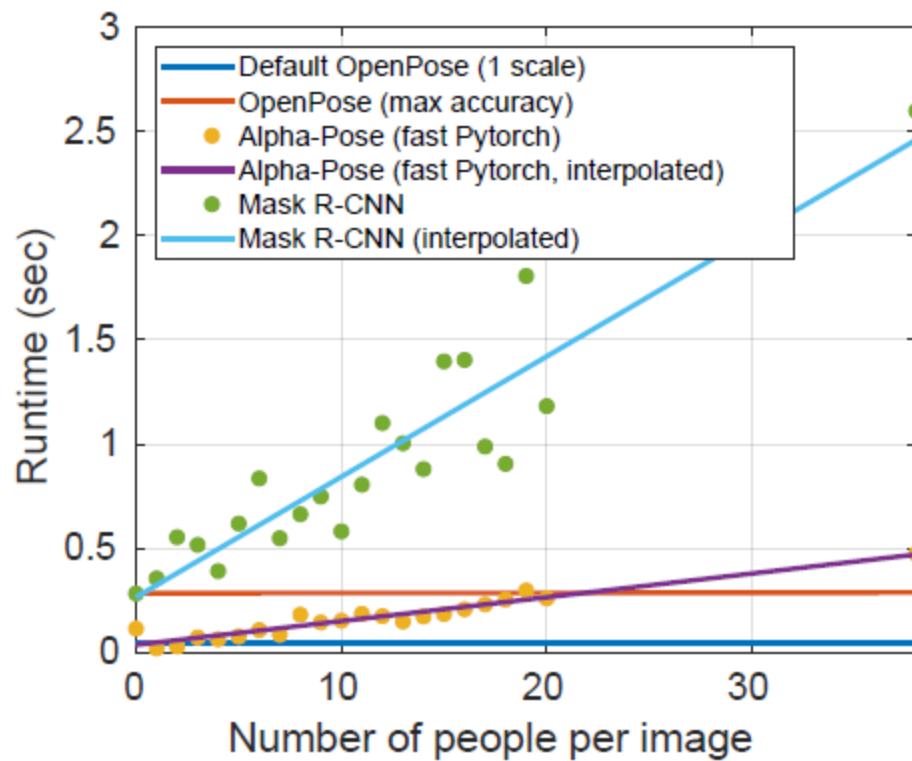 3
Default OpenPose (1 scale)
OpenPose (max accuracy)
2.5
Alpha-Pose (fast Pytorch)
Alpha-Pose (fast Pytorch, interpolated)
Mask R-CNN
2
Mask R-CNN (interpolated)
1.5
1
0.5
0
Runtime (sec)
0 10 20 30
Number of people per image